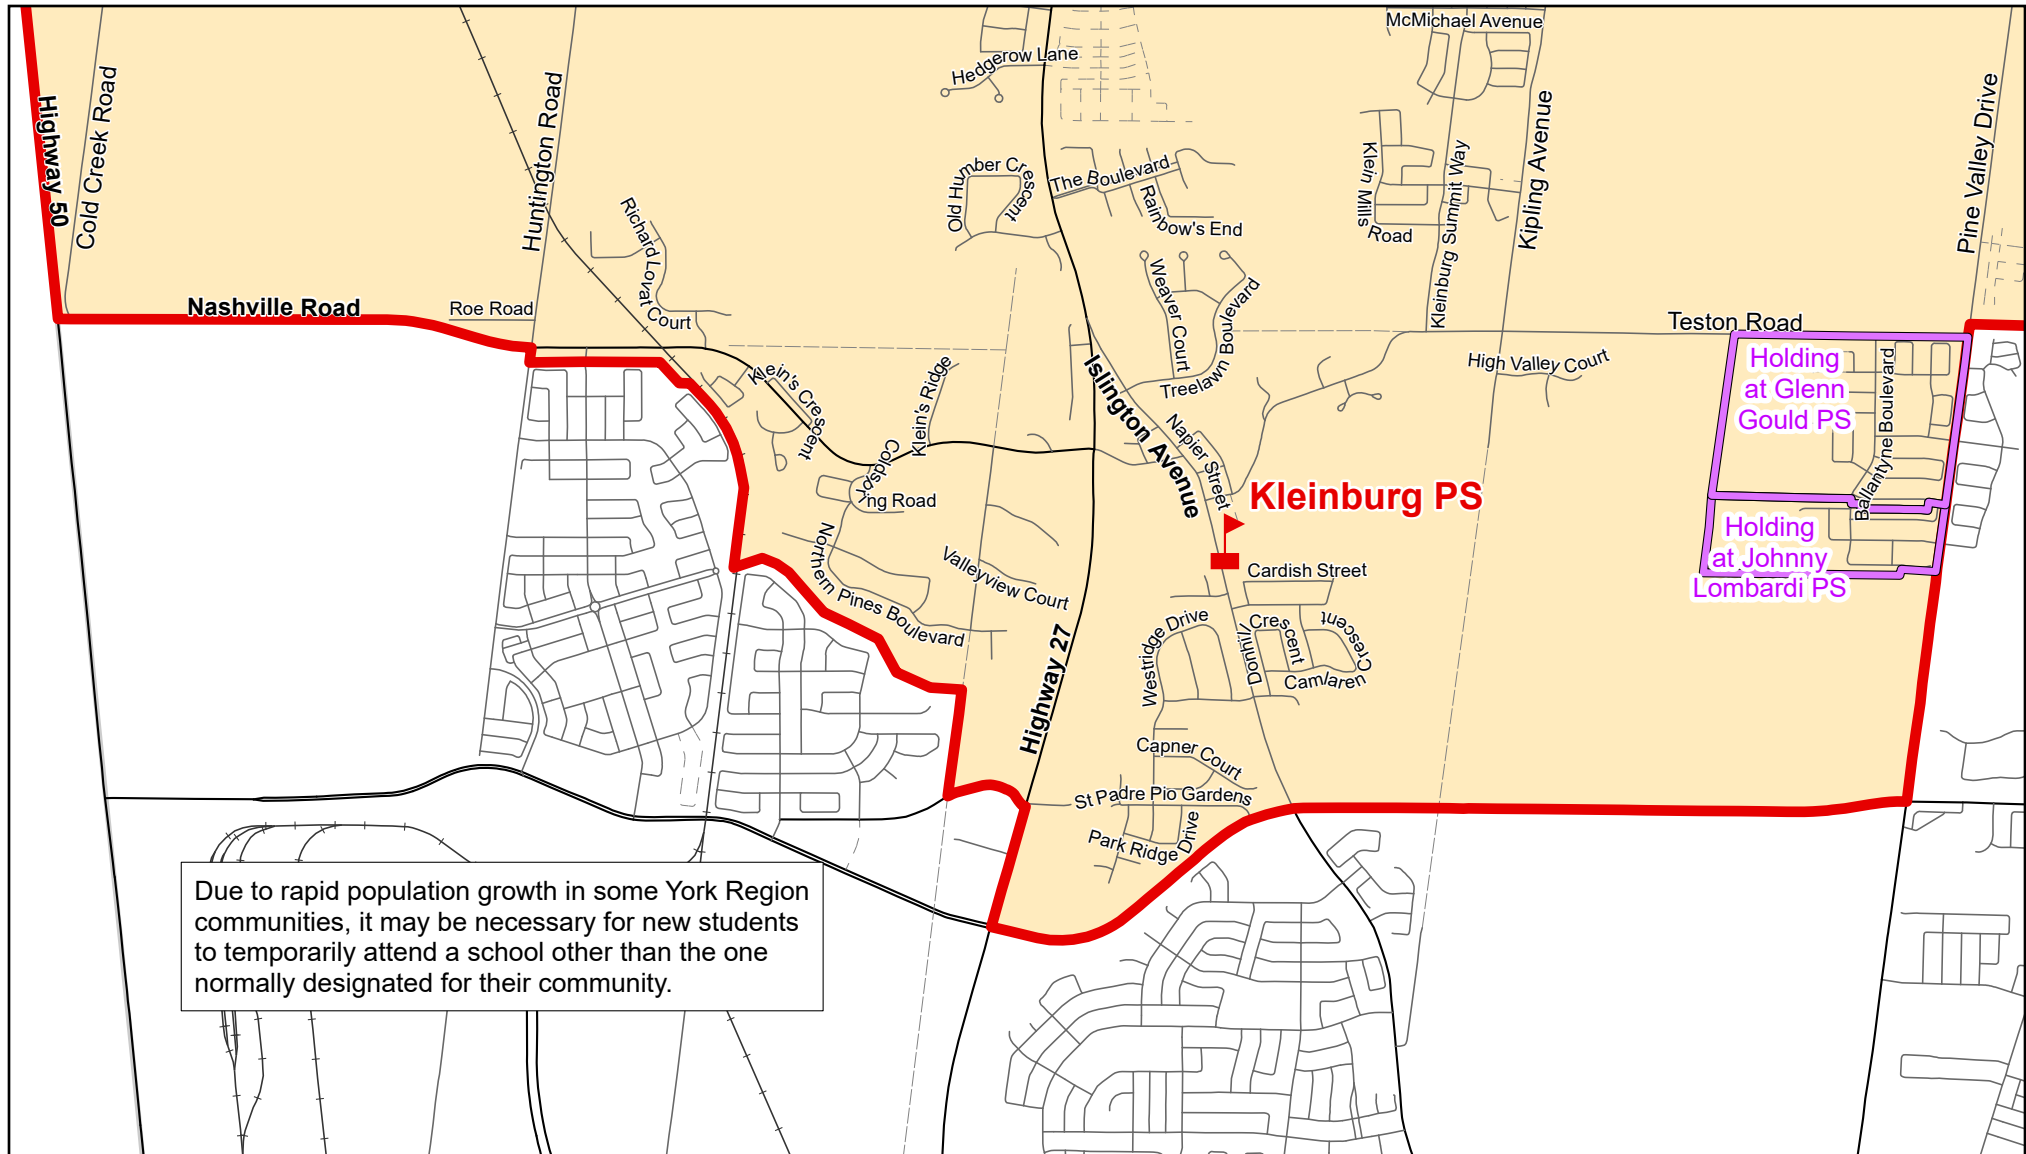 McMichael Avenue
Hedgerow Lane
Highway 50
Cold Creek Road
Huntington Road
Pine Valley Drive
Kipling Avenue
Klein Mills Road
Kleinburg Summit Way
Old Humber Crescent
The Boulevard
Rainbow's End
Richard Lovat Court
Weaver Court
Treelawn Boulevard
Nashville Road
Roe Road
Teston Road
Islington Avenue
High Valley Court
Holding
at Glenn
Gould PS
Ballantyne Boulevard
Klein's Crescent
Klein's Ridge
Coldspring Road
Napier Street
Kleinburg PS
Holding
at Johnny
Lombardi PS
Northern Pines Boulevard
Valleyview Court
Cardish Street
Westridge Drive
Donhill Crescent
Camlaren Crescent
Highway 27
Capner Court
St Padre Pio Gardens
Park Ridge Drive
Due to rapid population growth in some York Region
communities, it may be necessary for new students
to temporarily attend a school other than the one
normally designated for their community.